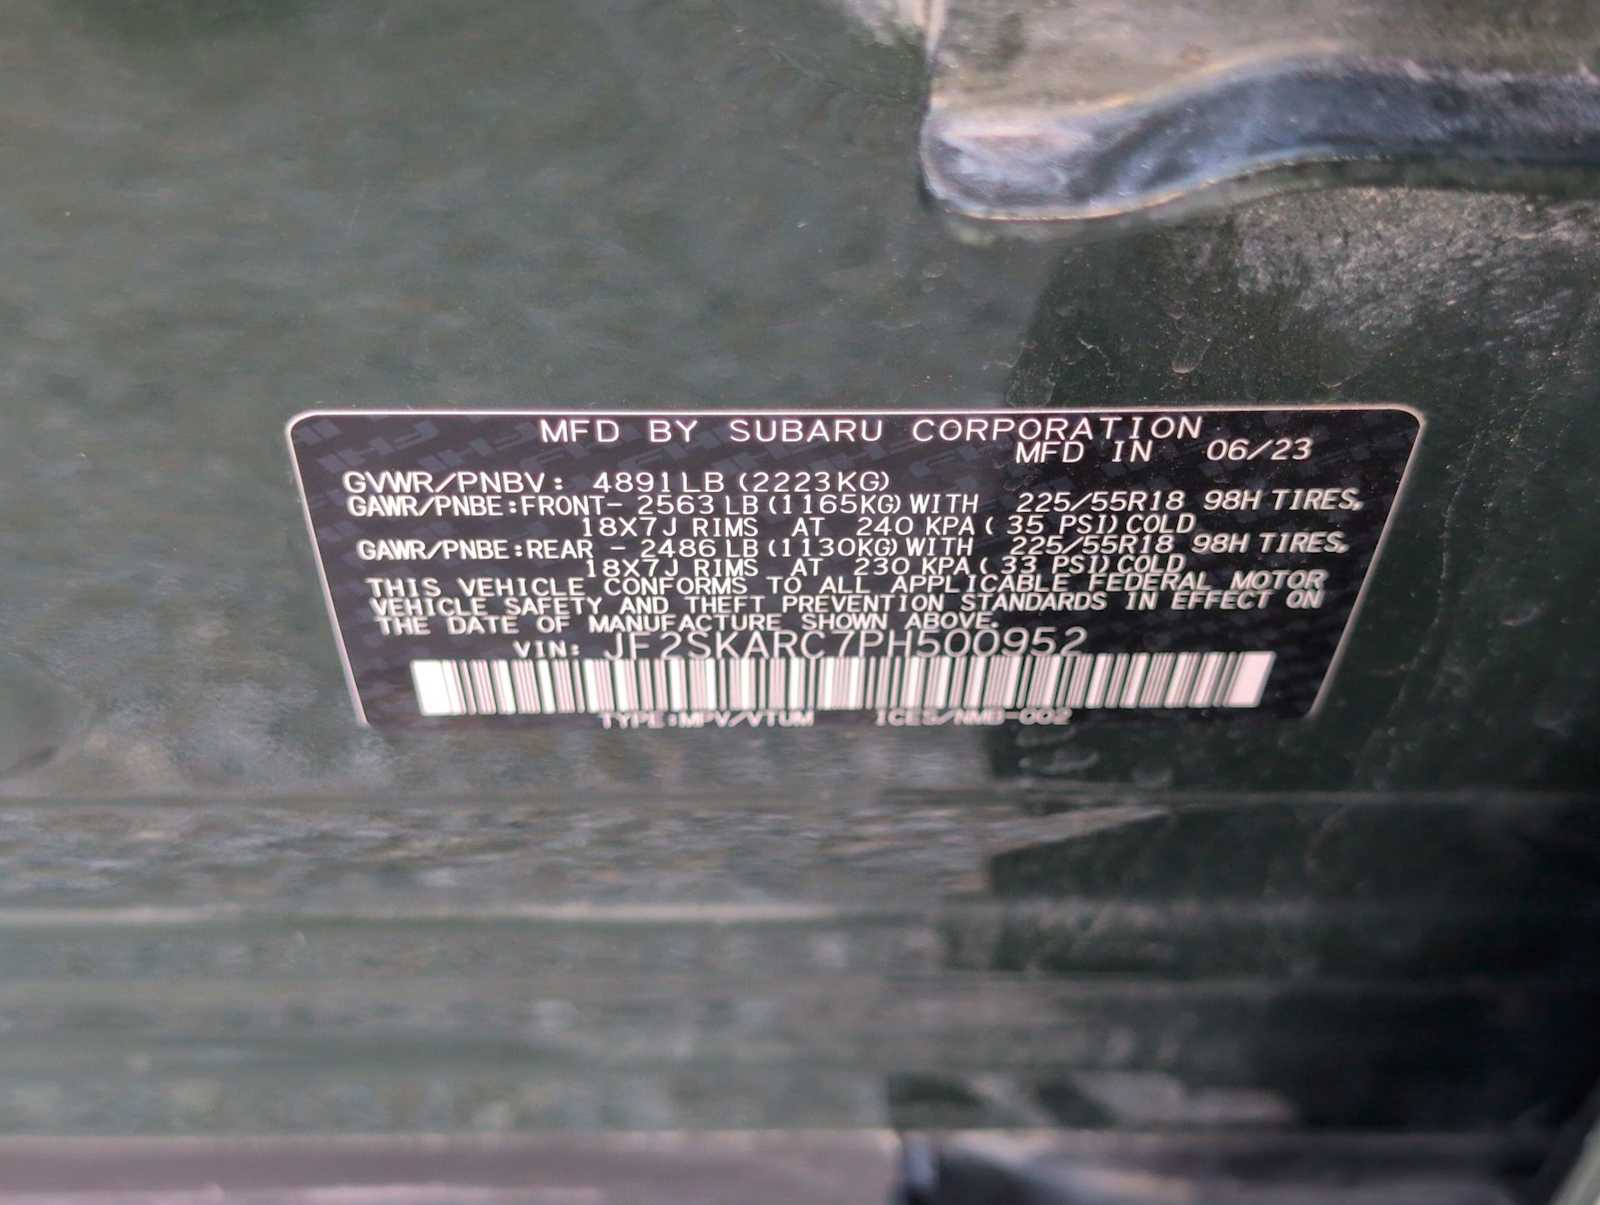 MFD BY SUBARU CORPORATION
MFD IN 06/23
GVWR/PNBV: 4891LB (2223KG)
GAWR/PNBE:FRONT- 2563LB (1165KG) WITH 225/55R18 98H TIRES,
18X7J RIMS AT 240 KPA ( 35 PSI) COLD
GAWR/PNBE:REAR - 2486LB (1130KG) WITH 225/55R18 98H TIRES,
18X7J RIMS AT 230 KPA ( 33 PSI) COLD
THIS VEHICLE CONFORMS TO ALL APPLICABLE FEDERAL MOTOR
VEHICLE SAFETY AND THEFT PREVENTION STANDARDS IN EFFECT ON
THE DATE OF MANUFACTURE SHOWN ABOVE.
VIN: JF2SKARC7PH500952
TYPE:MPV/VTUM ICES/NMB-002